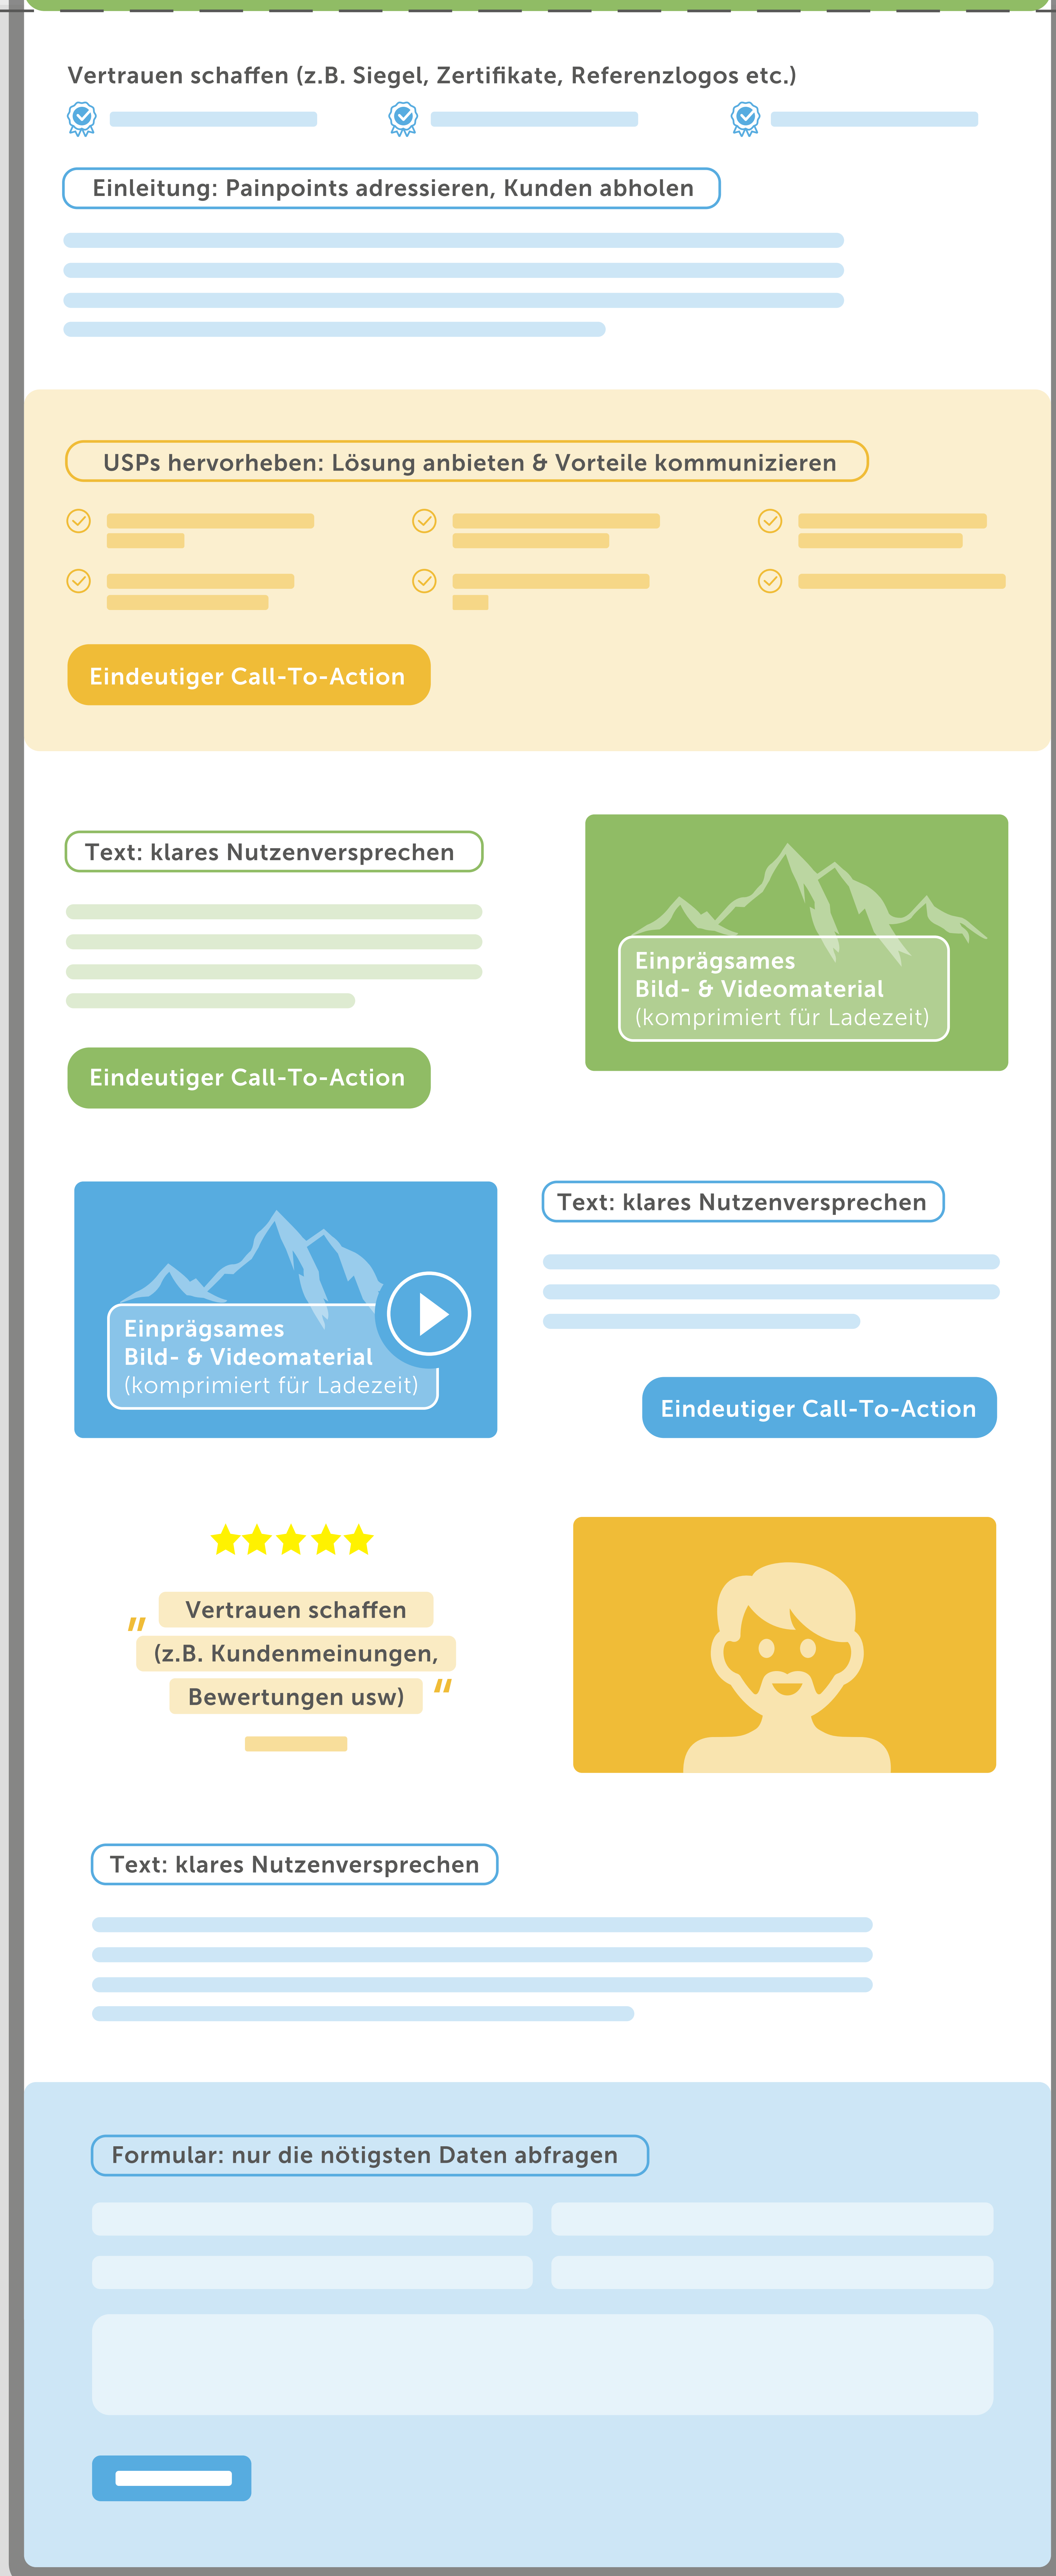 Vertrauen schaffen (z.B. Siegel, Zertifikate, Referenzlogos etc.)
Einleitung: Painpoints adressieren, Kunden abholen
USPs hervorheben: Lösung anbieten & Vorteile kommunizieren
Eindeutiger Call-To-Action
Text: klares Nutzenversprechen
Einprägsames
Bild- & Videomaterial
(komprimiert für Ladezeit)
Eindeutiger Call-To-Action
Einprägsames
Bild- & Videomaterial
(komprimiert für Ladezeit)
Text: klares Nutzenversprechen
Eindeutiger Call-To-Action
" Vertrauen schaffen
(z.B. Kundenmeinungen,
Bewertungen usw) "
Text: klares Nutzenversprechen
Formular: nur die nötigsten Daten abfragen